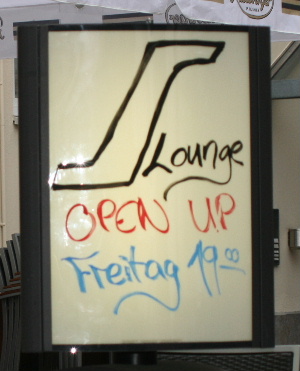 Lounge
OPEN UP
Freitag 19.00